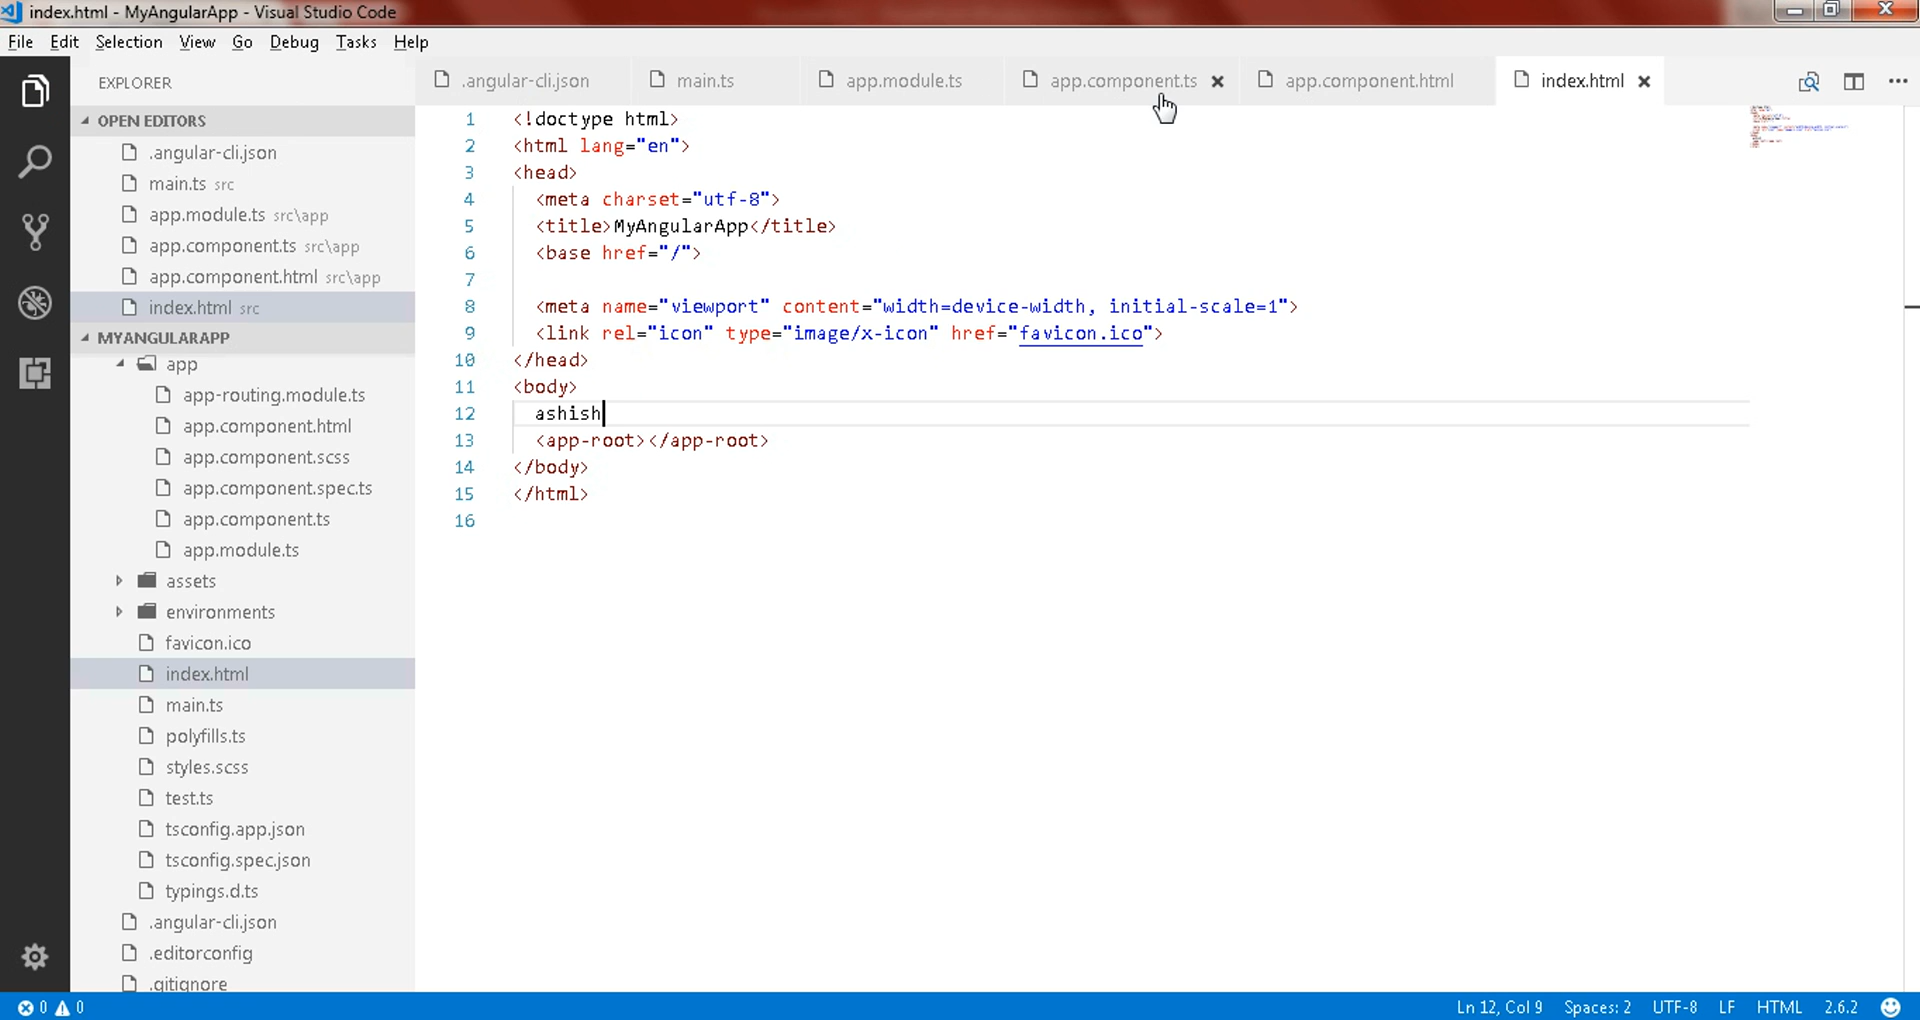 index.html - MyAngularApp - Visual Studio Code
File Edit Selection View Go Debug Tasks Help
EXPLORER
OPEN EDITORS
.angular-cli.json
main.ts src
app.module.ts src\app
app.component.ts src\app
app.component.html src\app
index.html src
MYANGULARAPP
app
app-routing.module.ts
app.component.html
app.component.scss
app.component.spec.ts
app.component.ts
app.module.ts
assets
environments
favicon.ico
index.html
main.ts
polyfills.ts
styles.scss
test.ts
tsconfig.app.json
tsconfig.spec.json
typings.d.ts
.angular-cli.json
.editorconfig
.gitignore
.angular-cli.json main.ts app.module.ts app.component.ts app.component.html index.html
1 <!doctype html>
2 <html lang="en">
3 <head>
4 <meta charset="utf-8">
5 <title>MyAngularApp</title>
6 <base href="/">
7
8 <meta name="viewport" content="width=device-width, initial-scale=1">
9 <link rel="icon" type="image/x-icon" href="favicon.ico">
10 </head>
11 <body>
12 ashish
13 <app-root></app-root>
14 </body>
15 </html>
16
0 0 Ln 12, Col 9 Spaces: 2 UTF-8 LF HTML 2.6.2